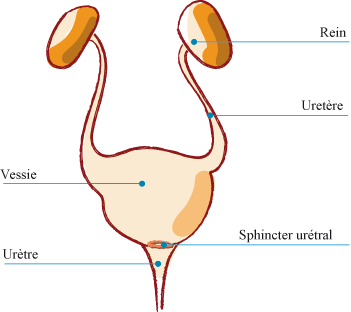 Rein
Uretère
Vessie
Sphincter urétral
Urètre